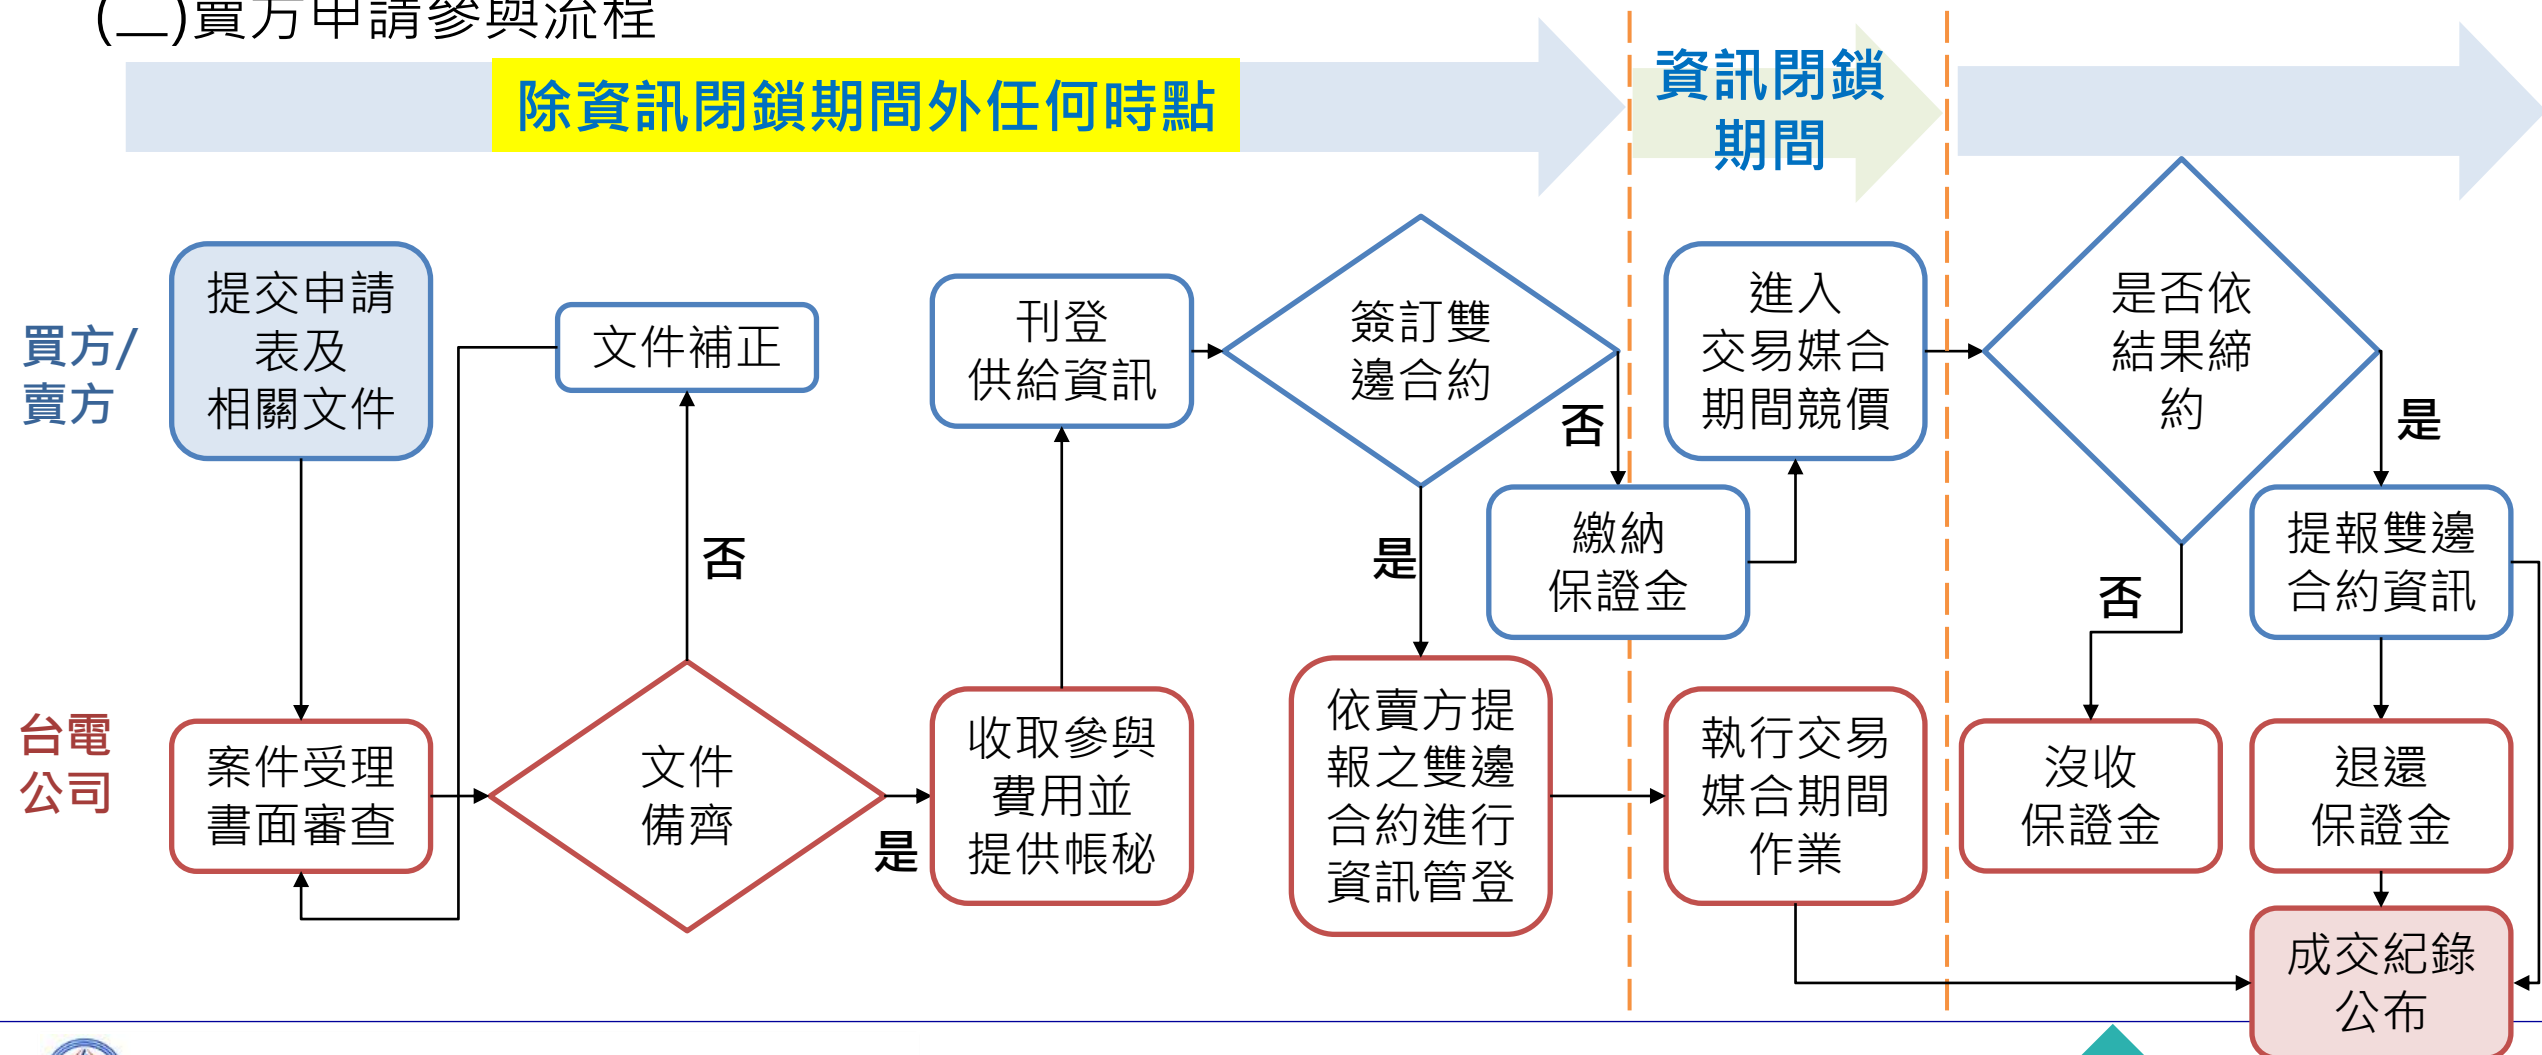 (二)買方申請參與流程
除資訊閉鎖期間外任何時點
資訊閉鎖
期間
買方/
賣方
提交申請
表及
相關文件
文件補正
刊登
供給資訊
簽訂雙
邊合約
否
是
繳納
保證金
進入
交易媒合
期間競價
是否依
結果締
約
是
否
提報雙邊
合約資訊
否
台電
公司
案件受理
書面審查
文件
備齊
是
收取參與
費用並
提供帳秘
依賣方提
報之雙邊
合約進行
資訊管登
執行交易
媒合期間
作業
沒收
保證金
退還
保證金
成交紀錄
公布